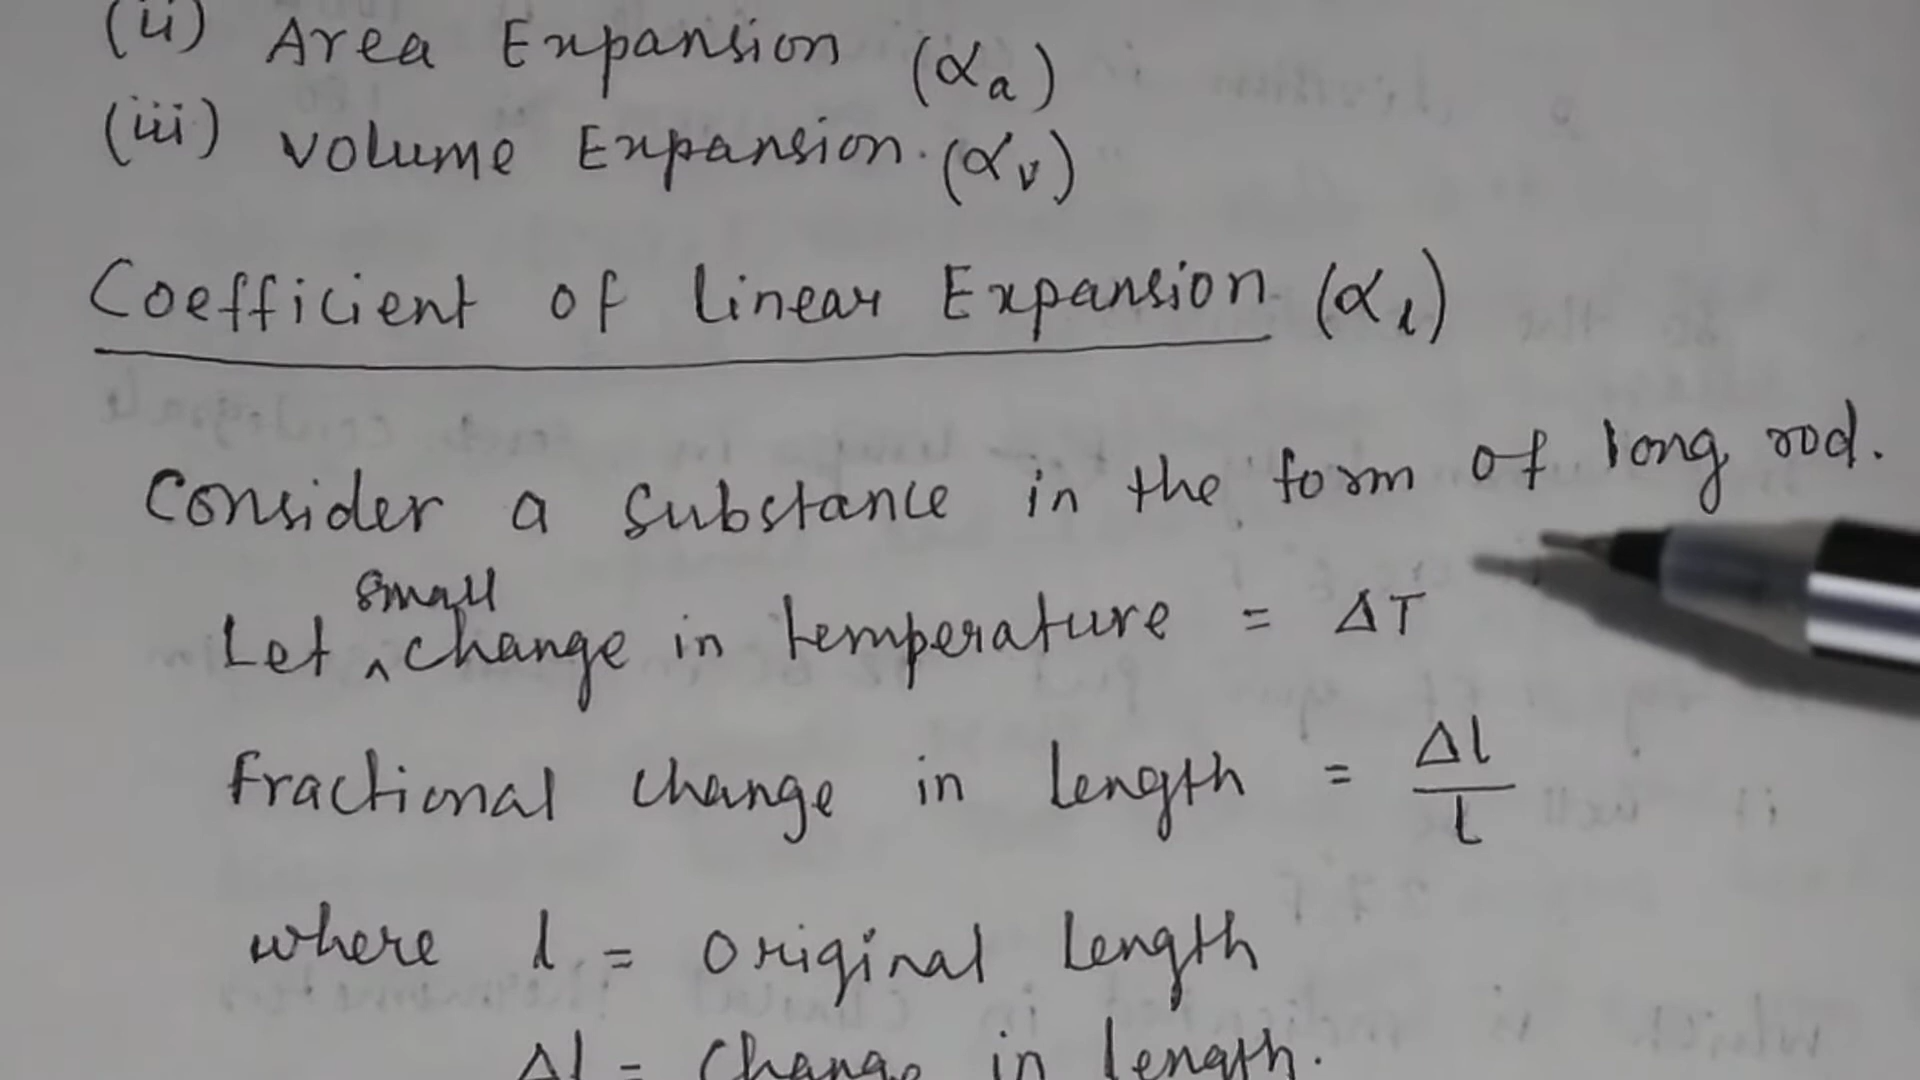 (ii) Area Expansion (αa)
(iii) Volume Expansion. (αv)
Coefficient of linear Expansion (αl)
Consider a substance in the form of long rod.
Let ^ small change in temperature = ΔT
fractional change in length = Δl/l
where l = original length
Δl = change in length.